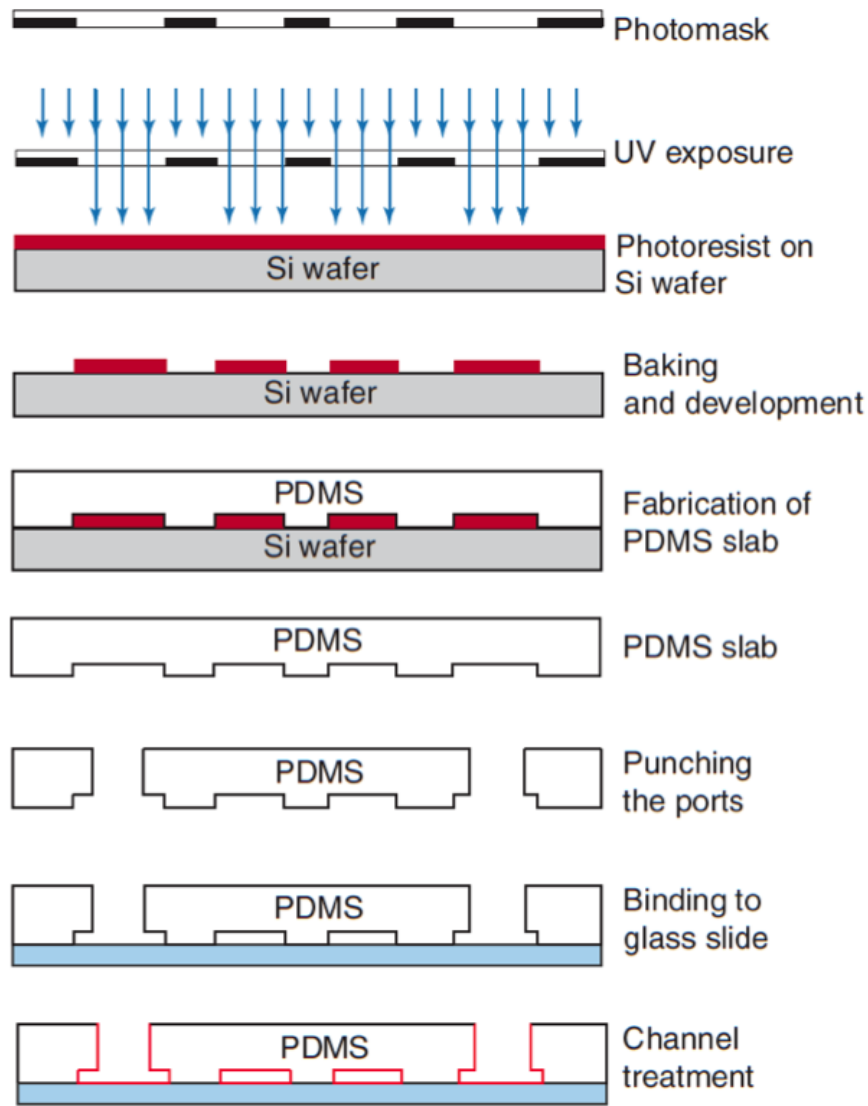 Photomask
UV exposure
Photoresist on
Si wafer
Si wafer
Baking
and development
Si wafer
PDMS
Fabrication of
PDMS slab
Si wafer
PDMS
PDMS slab
PDMS
Punching
the ports
PDMS
Binding to
glass slide
PDMS
Channel
treatment